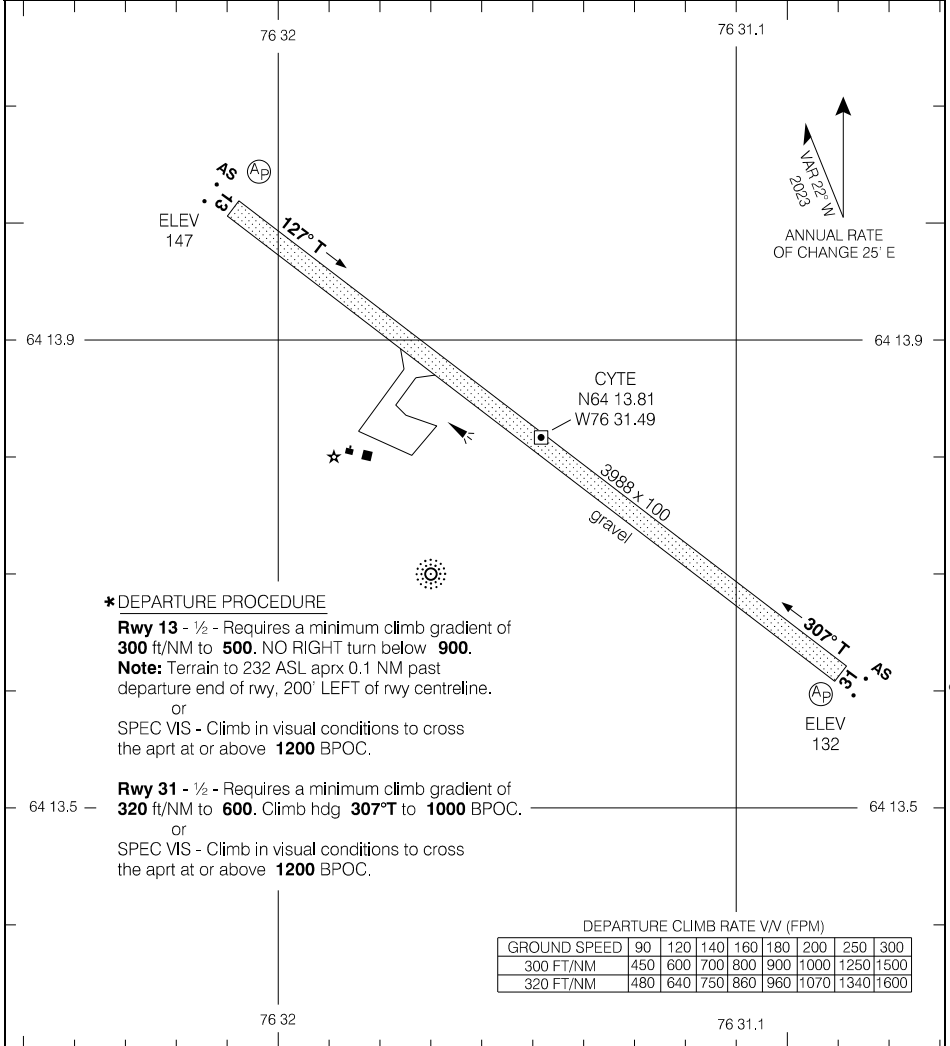 76 32
76 31.1
AS
Ap
13
ELEV
147
127° T
VAR 22° W
2023
ANNUAL RATE
OF CHANGE 25' E
64 13.9
64 13.9
CYTE
N64 13.81
W76 31.49
3988 x 100
gravel
* DEPARTURE PROCEDURE
Rwy 13 - ½ - Requires a minimum climb gradient of
300 ft/NM to 500. NO RIGHT turn below 900.
Note: Terrain to 232 ASL aprx 0.1 NM past
departure end of rwy, 200' LEFT of rwy centreline.
or
SPEC VIS - Climb in visual conditions to cross
the aprt at or above 1200 BPOC.
307° T
AS
31
Ap
ELEV
132
Rwy 31 - ½ - Requires a minimum climb gradient of
320 ft/NM to 600. Climb hdg 307°T to 1000 BPOC.
or
SPEC VIS - Climb in visual conditions to cross
the aprt at or above 1200 BPOC.
64 13.5
64 13.5
DEPARTURE CLIMB RATE V/V (FPM)
GROUND SPEED 90 120 140 160 180 200 250 300
300 FT/NM 450 600 700 800 900 1000 1250 1500
320 FT/NM 480 640 750 860 960 1070 1340 1600
76 32
76 31.1